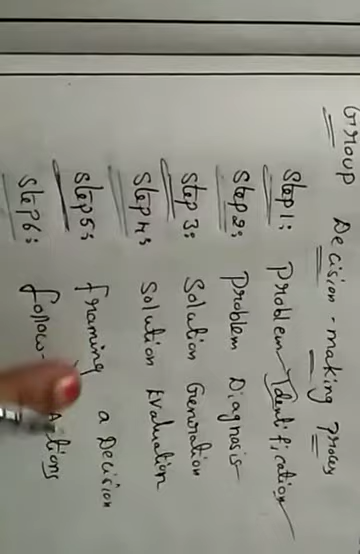 Group Decision-making process
Step 1: Problem Identification
Step 2: Problem Diagnosis
Step 3: Solution Generation
Step 4: Solution Evaluation
Step 5: framing a Decision
Step 6: follow-